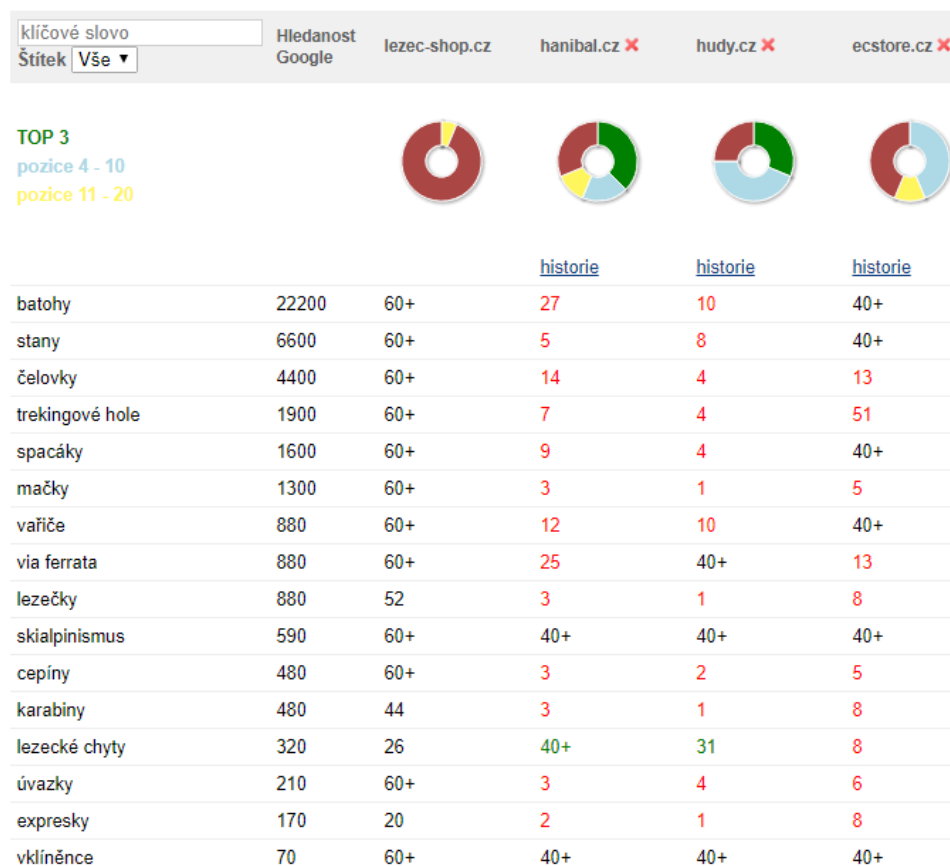 klíčové slovo
Štítek Vše ▼
Hledanost
Google
lezec-shop.cz
hanibal.cz
hudy.cz
ecstore.cz
TOP 3
pozice 4 - 10
pozice 11 - 20
historie historie historie
batohy 22200 60+ 27 10 40+
stany 6600 60+ 5 8 40+
čelovky 4400 60+ 14 4 13
trekingové hole 1900 60+ 7 4 51
spacáky 1600 60+ 9 4 40+
mačky 1300 60+ 3 1 5
vařiče 880 60+ 12 10 40+
via ferrata 880 60+ 25 40+ 13
lezečky 880 52 3 1 8
skialpinismus 590 60+ 40+ 40+ 40+
cepíny 480 60+ 3 2 5
karabiny 480 44 3 1 8
lezecké chyty 320 26 40+ 31 8
úvazky 210 60+ 3 4 6
expresky 170 20 2 1 8
vklíněnce 70 60+ 40+ 40+ 40+